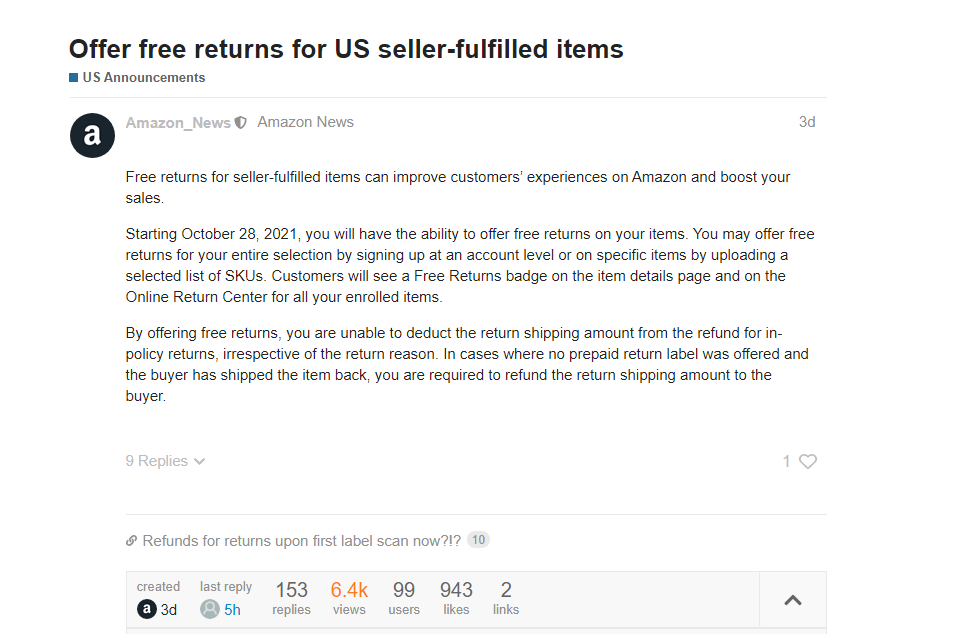 Offer free returns for US seller-fulfilled items
US Announcements
a Amazon_News Amazon News 3d
Free returns for seller-fulfilled items can improve customers’ experiences on Amazon and boost your
sales.
Starting October 28, 2021, you will have the ability to offer free returns on your items. You may offer free
returns for your entire selection by signing up at an account level or on specific items by uploading a
selected list of SKUs. Customers will see a Free Returns badge on the item details page and on the
Online Return Center for all your enrolled items.
By offering free returns, you are unable to deduct the return shipping amount from the refund for in-
policy returns, irrespective of the return reason. In cases where no prepaid return label was offered and
the buyer has shipped the item back, you are required to refund the return shipping amount to the
buyer.
9 Replies 1
Refunds for returns upon first label scan now?!? 10
created last reply 153 6.4k 99 943 2
a 3d 5h replies views users likes links